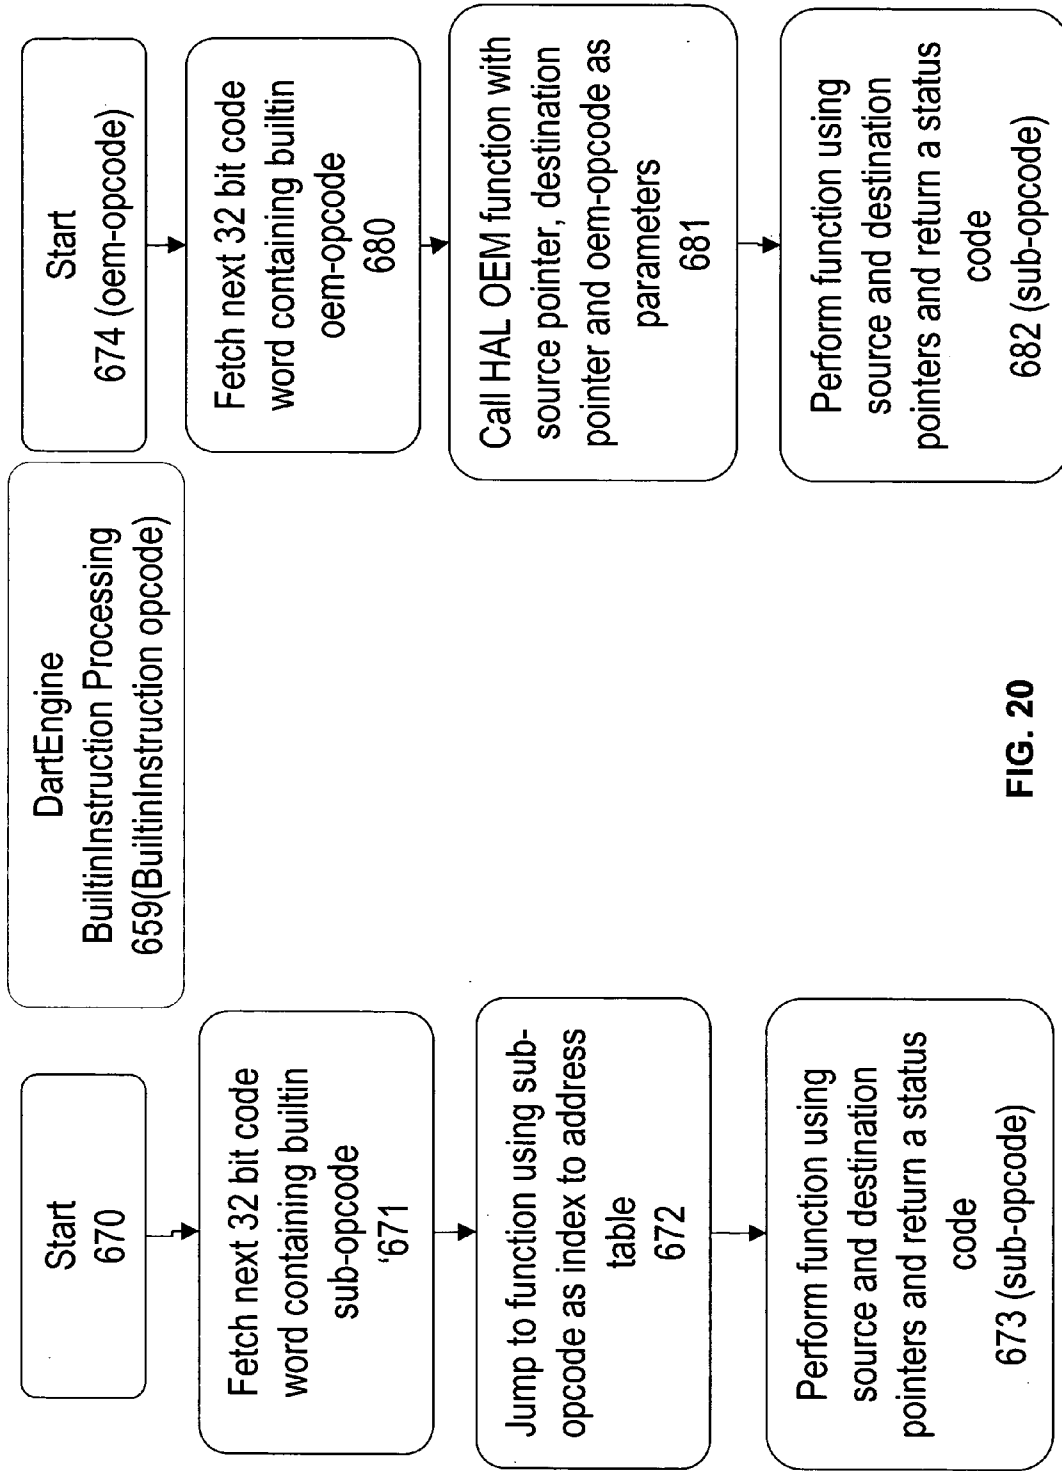 DartEngine
BuiltinInstruction Processing
659(BuiltinInstruction opcode)
Start
670
Fetch next 32 bit code
word containing builtin
sub-opcode
'671
Jump to function using sub-
opcode as index to address
table
672
Perform function using
source and destination
pointers and return a status
code
673 (sub-opcode)
Start
674 (oem-opcode)
Fetch next 32 bit code
word containing builtin
oem-opcode
680
Call HAL OEM function with
source pointer, destination
pointer and oem-opcode as
parameters
681
Perform function using
source and destination
pointers and return a status
code
682 (sub-opcode)
FIG. 20